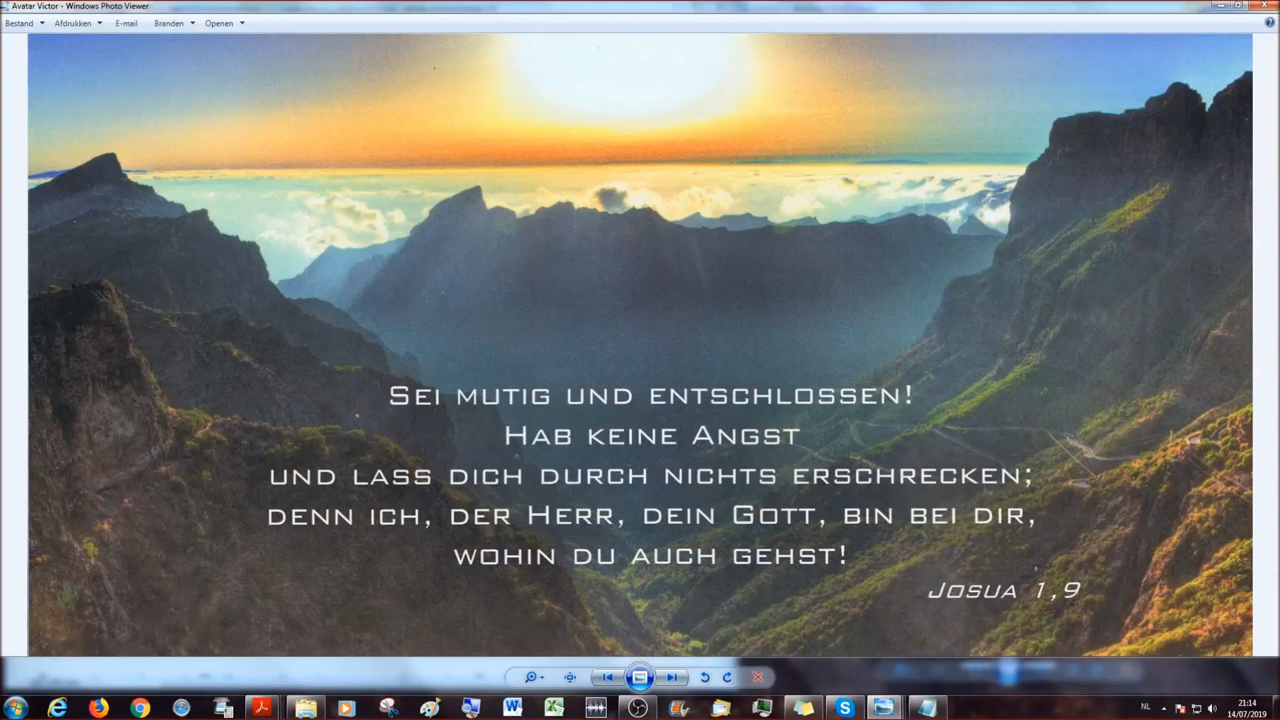 Avatar Victor - Windows Photo Viewer
Bestand Afdrukken E-mail Branden Openen
Sei mutig und entschlossen!
Hab keine Angst
und lass dich durch nichts erschrecken;
denn ich, der Herr, dein Gott, bin bei dir,
wohin du auch gehst!
Josua 1,9
NL 21:14
14/07/2019